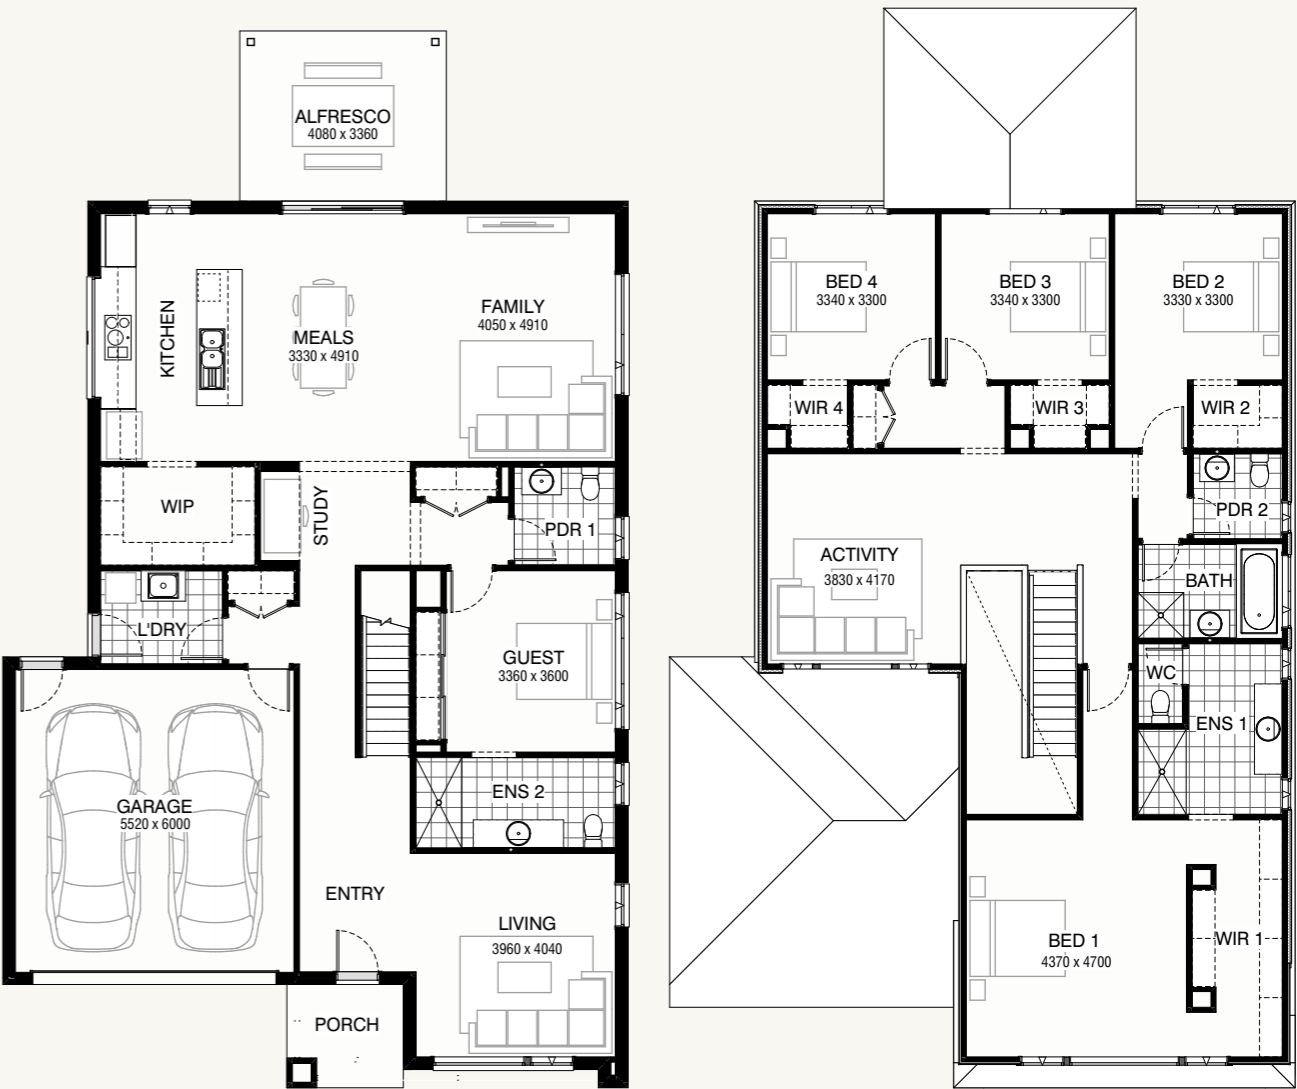 ALFRESCO
4080 x 3360
KITCHEN
MEALS
3330 x 4910
FAMILY
4050 x 4910
WIP
STUDY
PDR 1
L'DRY
GUEST
3360 x 3600
GARAGE
5520 x 6000
ENS 2
ENTRY
LIVING
3960 x 4040
PORCH
BED 4
3340 x 3300
BED 3
3340 x 3300
BED 2
3330 x 3300
WIR 4
WIR 3
WIR 2
PDR 2
ACTIVITY
3830 x 4170
BATH
WC
ENS 1
BED 1
4370 x 4700
WIR 1